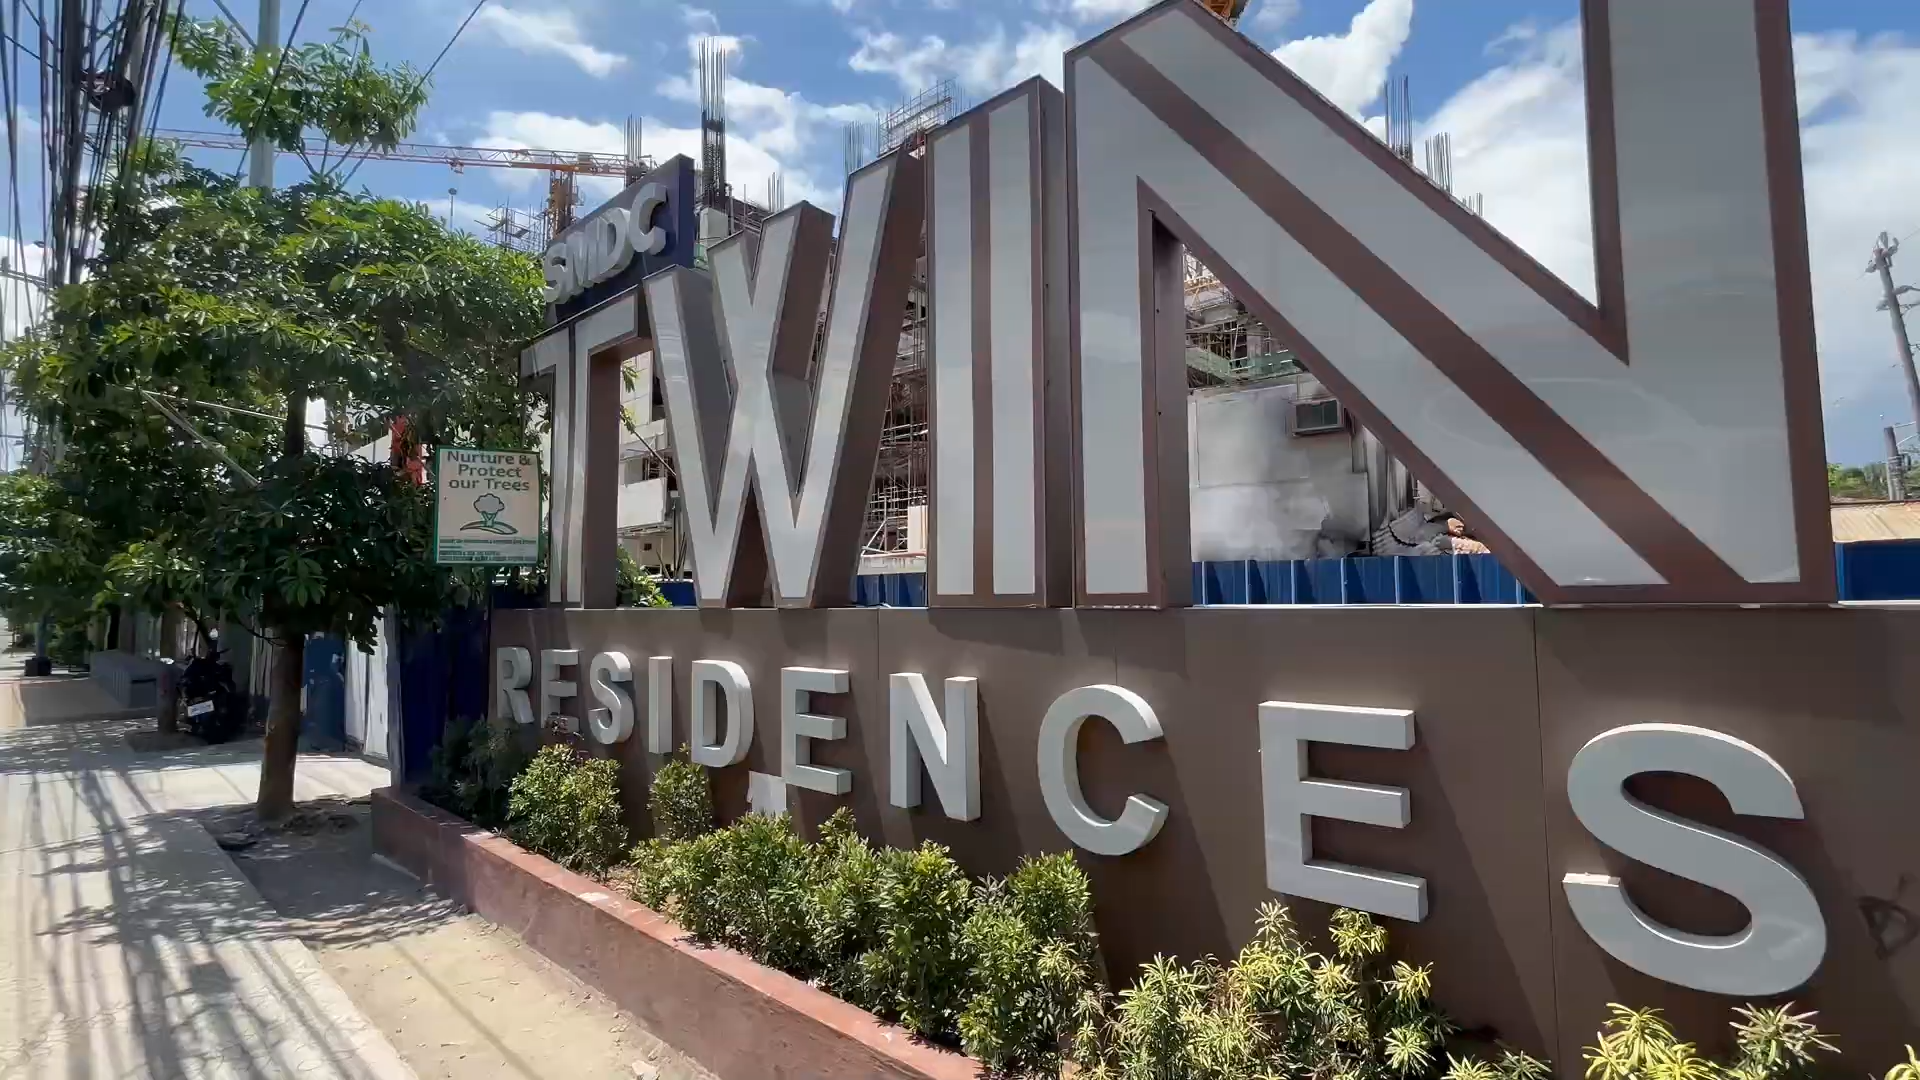 SMDC
TWIN
RESIDENCES
Nurture &
Protect
our Trees